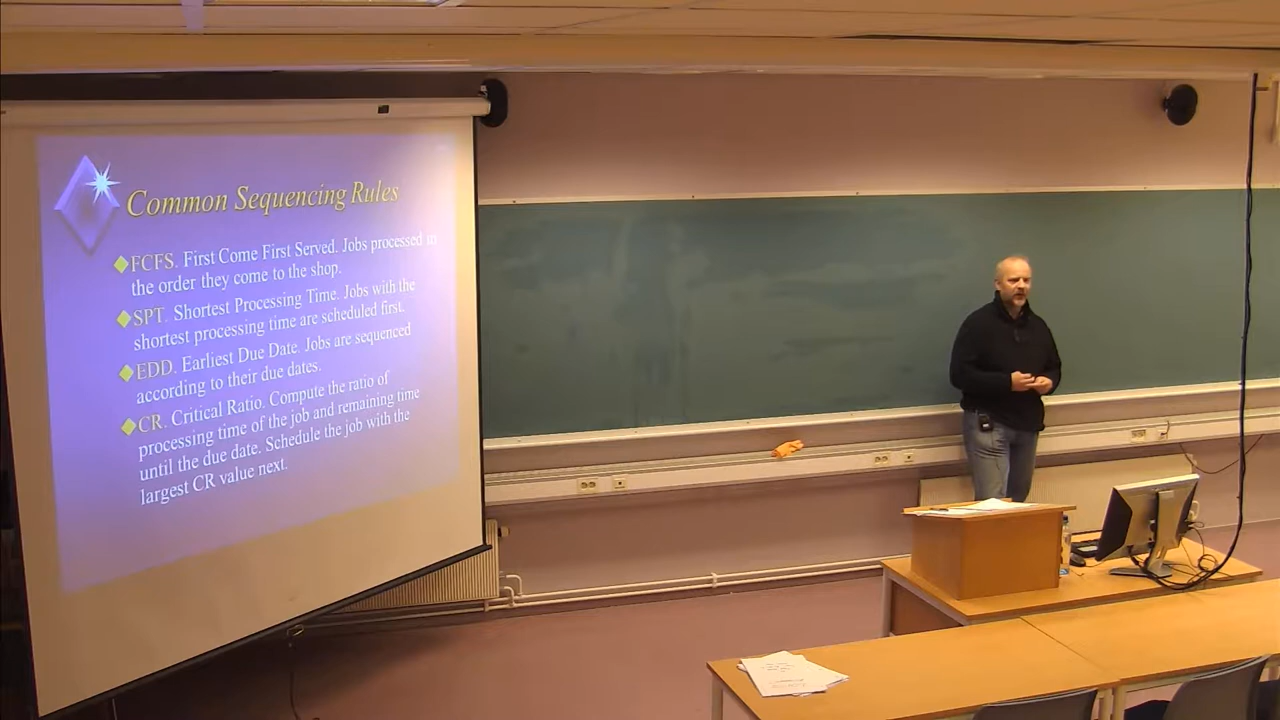 Common Sequencing Rules
FCFS. First Come First Served. Jobs processed in
the order they come to the shop.
SPT. Shortest Processing Time. Jobs with the
shortest processing time are scheduled first.
EDD. Earliest Due Date. Jobs are sequenced
according to their due dates.
CR. Critical Ratio. Compute the ratio of
processing time of the job and remaining time
until the due date. Schedule the job with the
largest CR value next.